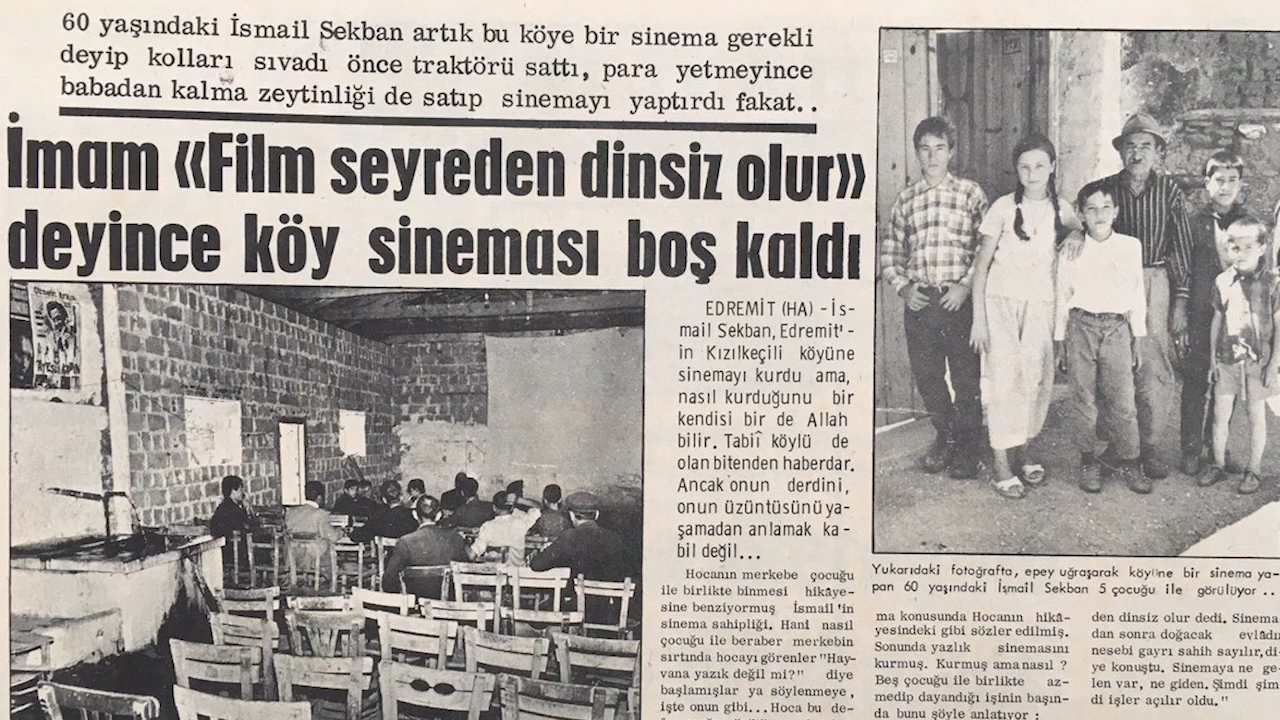 60 yaşındaki İsmail Sekban artık bu köye bir sinema gerekli
deyip kolları sıvadı önce traktörü sattı, para yetmeyince
babadan kalma zeytinliği de satıp sinemayı yaptırdı fakat..
İmam «Film seyreden dinsiz olur»
deyince köy sineması boş kaldı
EDREMİT (HA) - İs-
mail Sekban, Edremit'-
in Kızılkeçili köyüne
sinemayı kurdu ama,
nasıl kurduğunu bir
kendisi bir de Allah
bilir. Tabiî köylü de
olan bitenden haberdar.
Ancak onun derdini,
onun üzüntüsünü ya-
şamadan anlamak ka-
bil değil...
Hocanın merkebe çocuğu
ile birlikte binmesi hikâye-
sine benziyormuş İsmail'in
sinema sahipliği. Hani nasıl
çocuğu ile beraber merkebin
sırtında hocayı görenler "Hay-
vana yazık değil mi?" diye
başlamışlar ya söylenmeye,
işte onun gibi... Hoca bu de-
Yukarıdaki fotoğrafta, epey uğraşarak köyüne bir sinema ya-
pan 60 yaşındaki İsmail Sekban 5 çocuğu ile görülüyor ..
ma konusunda Hocanın hikâ-
yesindeki gibi sözler edilmiş.
Sonunda yazlık sinemasını
kurmuş. Kurmuş ama nasıl ?
Beş çocuğu ile birlikte az-
medip dayandığı işinin başın-
da bunu şöyle anlatıyor :
den dinsiz olur dedi. Sinema
dan sonra doğacak evlâdın
nesebi gayrı sahih sayılır, di-
ye konuştu. Sinemaya ne ge-
len var, ne giden. Şimdi şim
di işler açılır oldu."